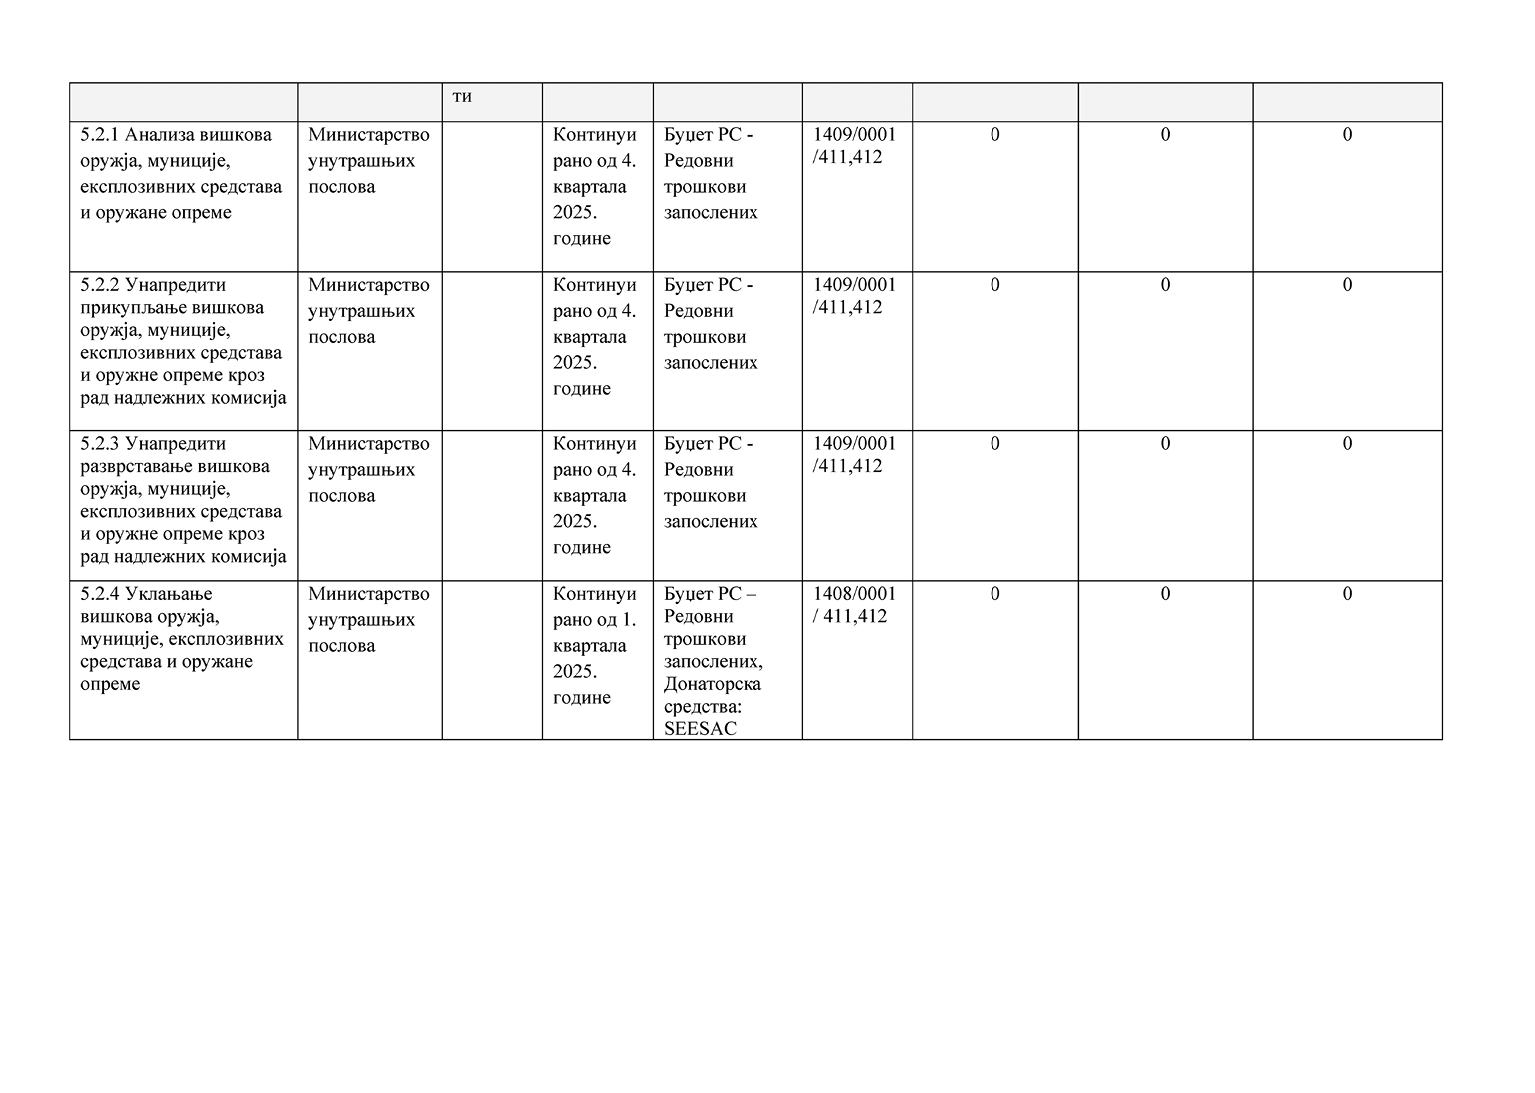 ти
5.2.1 Анализа вишкова
оружја, муниције,
експлозивних средстава
и оружане опреме
Министарство
унутрашњих
послова
Континуи
рано од 4.
квартала
2025.
године
Буџет РС -
Редовни
трошкови
запослених
1409/0001
/411,412
0
0
0
5.2.2 Унапредити
прикупљање вишкова
оружја, муниције,
експлозивних средстава
и оружне опреме кроз
рад надлежних комисија
Министарство
унутрашњих
послова
Континуи
рано од 4.
квартала
2025.
године
Буџет РС -
Редовни
трошкови
запослених
1409/0001
/411,412
0
0
0
5.2.3 Унапредити
разврставање вишкова
оружја, муниције,
експлозивних средстава
и оружне опреме кроз
рад надлежних комисија
Министарство
унутрашњих
послова
Континуи
рано од 4.
квартала
2025.
године
Буџет РС -
Редовни
трошкови
запослених
1409/0001
/411,412
0
0
0
5.2.4 Уклањање
вишкова оружја,
муниције, експлозивних
средстава и оружане
опреме
Министарство
унутрашњих
послова
Континуи
рано од 1.
квартала
2025.
године
Буџет РС –
Редовни
трошкови
запослених,
Донаторска
средства:
SEESAC
1408/0001
/ 411,412
0
0
0